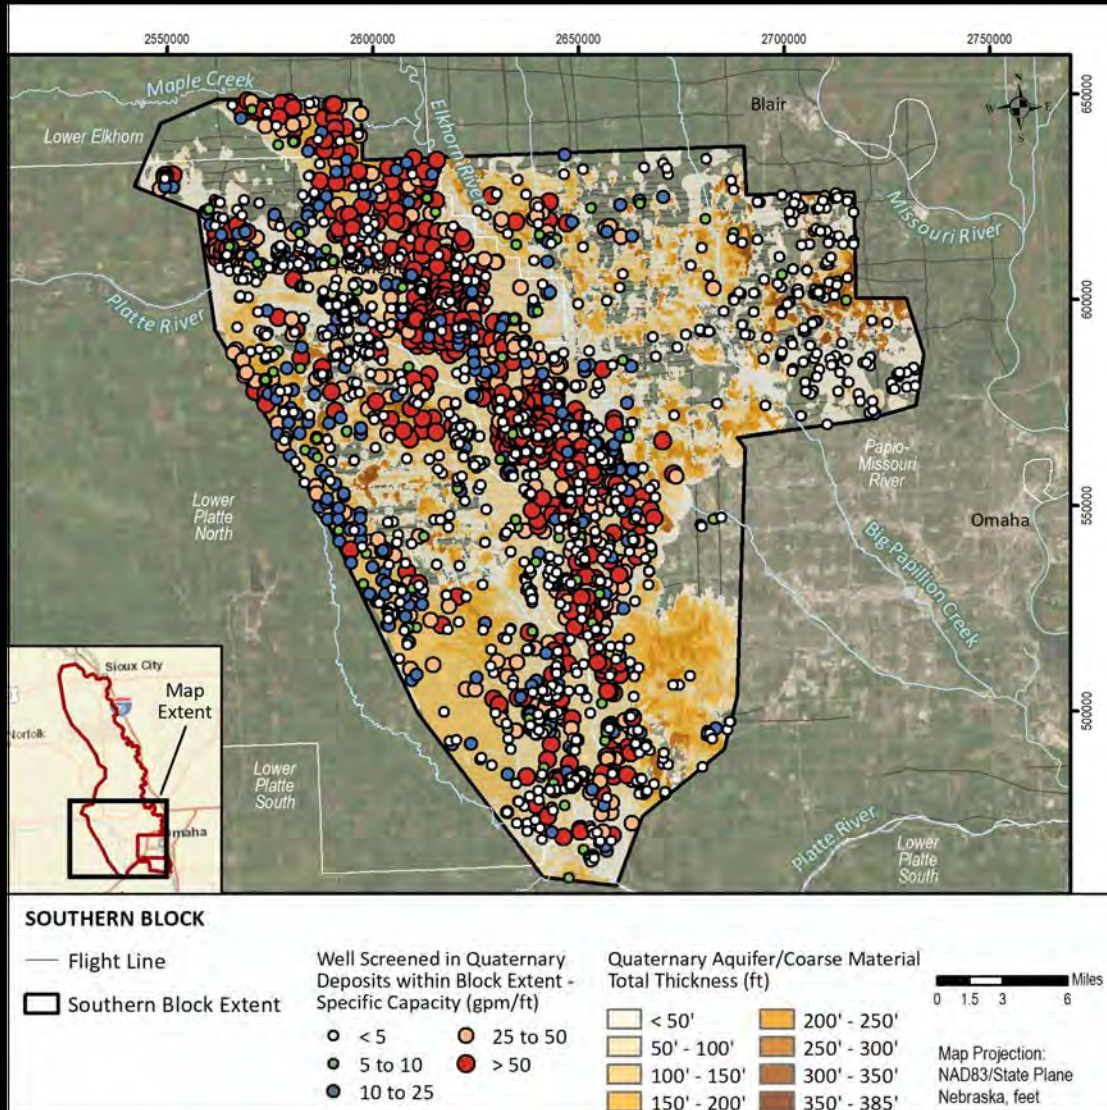 2550000 2600000 2650000 2700000 2750000
650000
600000
550000
500000
Maple Creek
Elkhorn River
Blair
Lower Elkhorn
Missouri River
Platte River
Papio-
Missouri
River
Lower
Platte
North
Omaha
Big Papillion Creek
Sioux City
Map
Extent
Norfolk
Omaha
Lower
Platte
South
Platte River
Lower
Platte
South
N
W E
S
SOUTHERN BLOCK
Flight Line
Southern Block Extent
Well Screened in Quaternary
Deposits within Block Extent -
Specific Capacity (gpm/ft)
< 5
5 to 10
10 to 25
25 to 50
> 50
Quaternary Aquifer/Coarse Material
Total Thickness (ft)
< 50'
50' - 100'
100' - 150'
150' - 200'
200' - 250'
250' - 300'
300' - 350'
350' - 385'
Miles
0 1.5 3 6
Map Projection:
NAD83/State Plane
Nebraska, feet